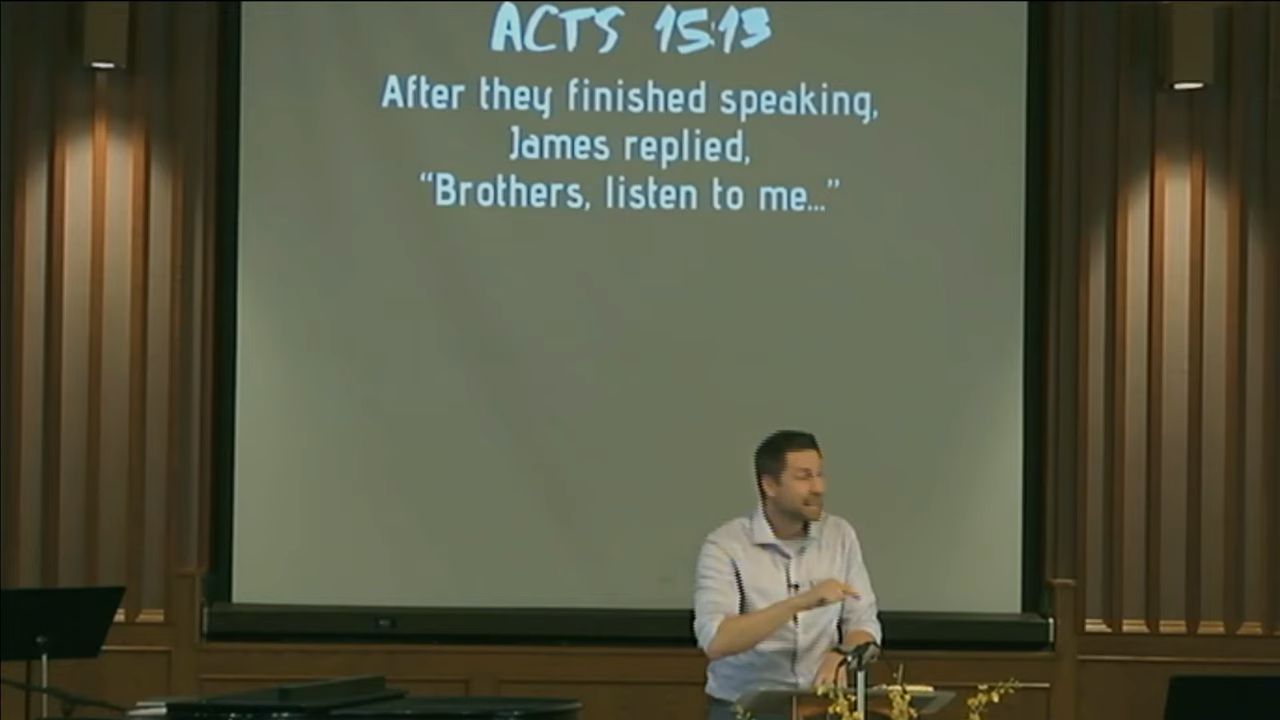 ACTS 15:13
After they finished speaking,
James replied,
“Brothers, listen to me...”